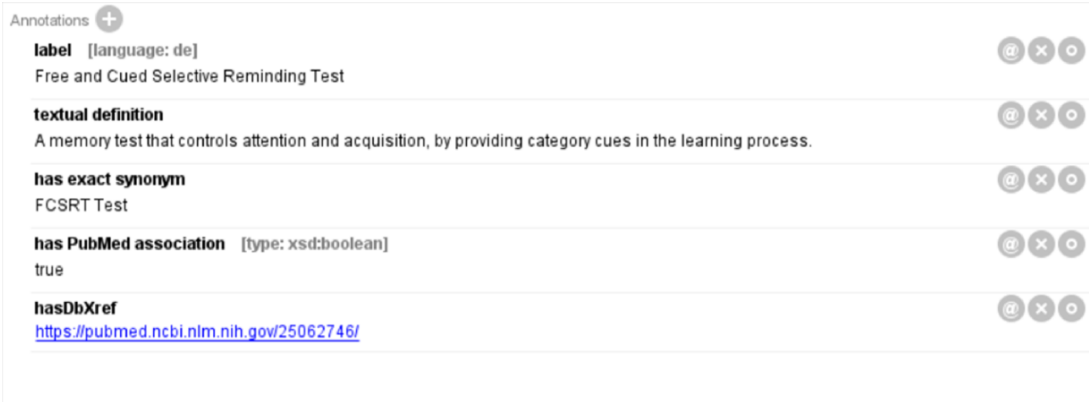 Annotations
label [language: de]
Free and Cued Selective Reminding Test
textual definition
A memory test that controls attention and acquisition, by providing category cues in the learning process.
has exact synonym
FCSRT Test
has PubMed association [type: xsd:boolean]
true
hasDbXref
https://pubmed.ncbi.nlm.nih.gov/25062746/